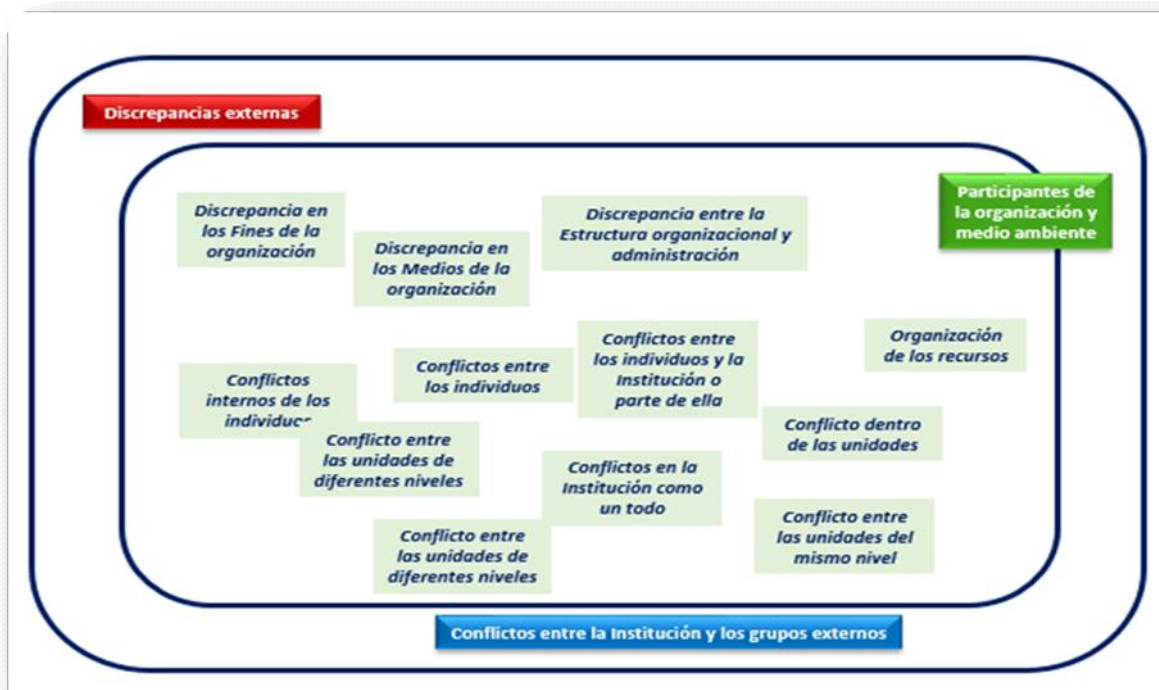 Discrepancias externas
Participantes de
la organización y
medio ambiente
Discrepancia en
los Fines de la
organización
Discrepancia en
los Medios de la
organización
Discrepancia entre la
Estructura organizacional y
administración
Organización
de los recursos
Conflictos entre
los individuos y la
Institución o
parte de ella
Conflictos entre
los individuos
Conflictos
internos de los
individuos
Conflicto dentro
de las unidades
Conflicto entre
las unidades de
diferentes niveles
Conflictos en la
Institución como
un todo
Conflicto entre
las unidades del
mismo nivel
Conflicto entre
las unidades de
diferentes niveles
Conflictos entre la Institución y los grupos externos